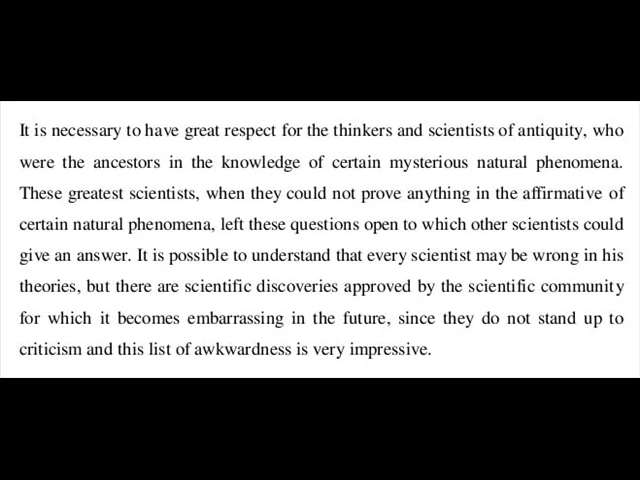 It is necessary to have great respect for the thinkers and scientists of antiquity, who
were the ancestors in the knowledge of certain mysterious natural phenomena.
These greatest scientists, when they could not prove anything in the affirmative of
certain natural phenomena, left these questions open to which other scientists could
give an answer. It is possible to understand that every scientist may be wrong in his
theories, but there are scientific discoveries approved by the scientific community
for which it becomes embarrassing in the future, since they do not stand up to
criticism and this list of awkwardness is very impressive.